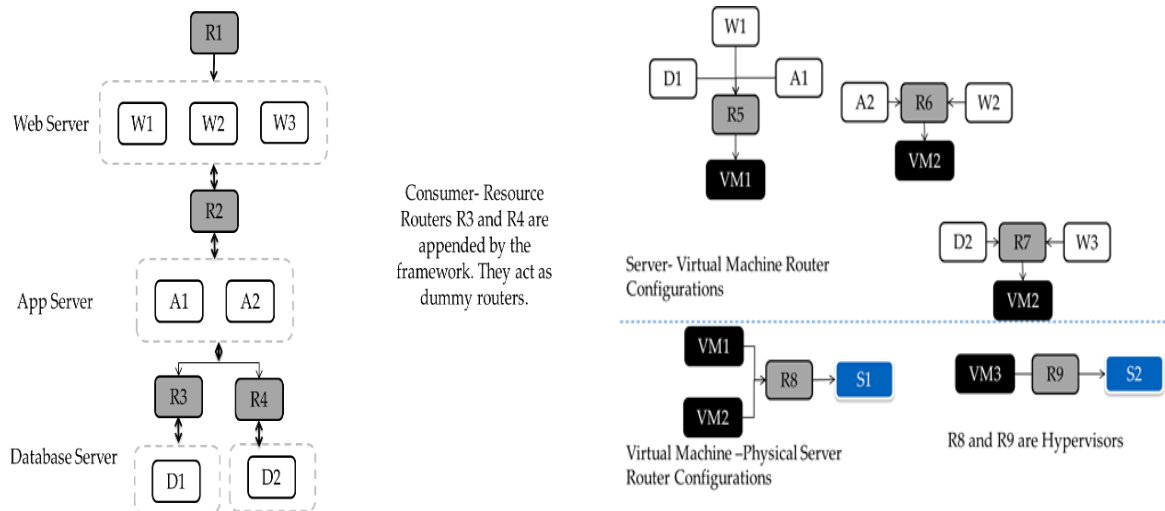 R1
Web Server
W1
W2
W3
R2
App Server
A1
A2
R3
R4
Database Server
D1
D2
Consumer- Resource
Routers R3 and R4 are
appended by the
framework. They act as
dummy routers.
W1
D1
A1
R5
VM1
A2
R6
W2
VM2
D2
R7
W3
VM2
Server- Virtual Machine Router
Configurations
VM1
R8
S1
VM2
Virtual Machine –Physical Server
Router Configurations
VM3
R9
S2
R8 and R9 are Hypervisors